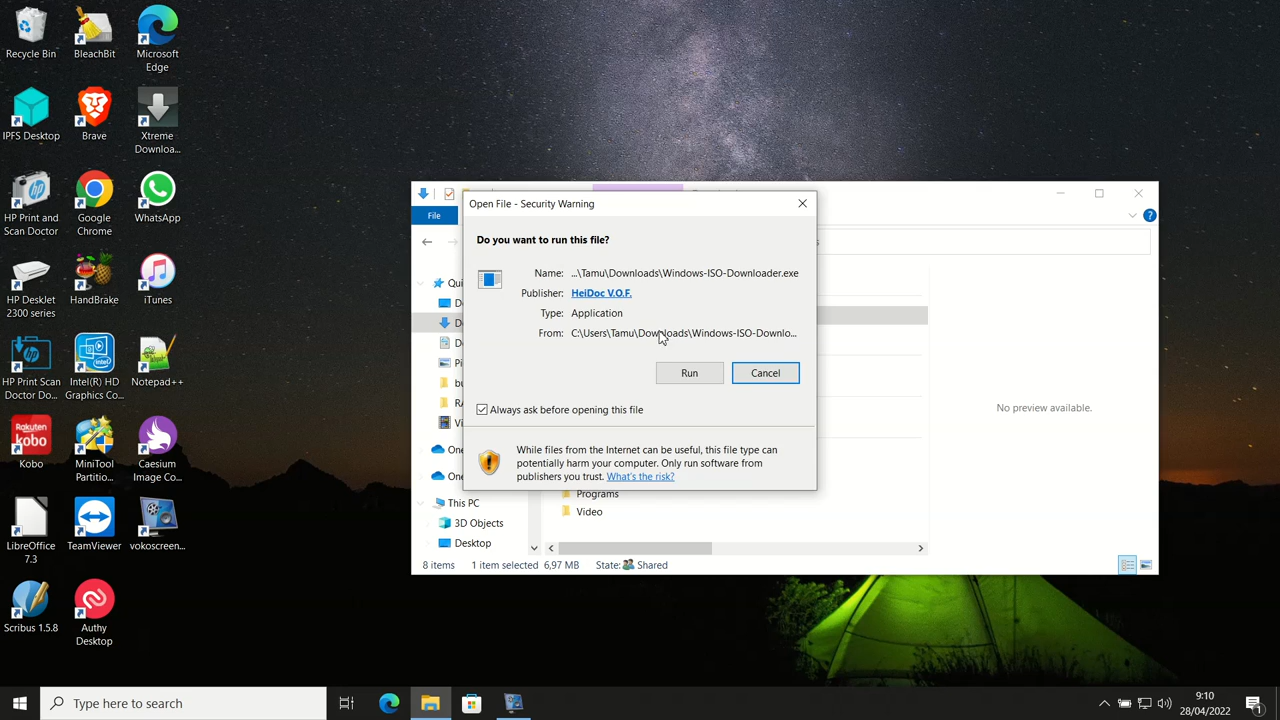 Recycle Bin
BleachBit
Microsoft
Edge
IPFS Desktop
Brave
Xtreme
Downloa...
HP Print and
Scan Doctor
Google
Chrome
WhatsApp
HP Deskjet
2300 series
HandBrake
iTunes
HP Print Scan
Doctor Do...
Intel(R) HD
Graphics Co...
Notepad++
Rakuten
kobo
Kobo
MiniTool
Partitio...
Caesium
Image Co...
LibreOffice
7.3
TeamViewer
vokoscreen...
Scribus 1.5.8
Authy
Desktop
File
Open File - Security Warning
Do you want to run this file?
Name: ...\Tamu\Downloads\Windows-ISO-Downloader.exe
Publisher: HeiDoc V.O.F.
Type: Application
From: C:\Users\Tamu\Downloads\Windows-ISO-Downlo...
Run
Cancel
Always ask before opening this file
While files from the Internet can be useful, this file type can
potentially harm your computer. Only run software from
publishers you trust. What's the risk?
No preview available.
This PC
3D Objects
Desktop
Programs
Video
8 items 1 item selected 6,97 MB State: Shared
Type here to search
9:10
28/04/2022
1